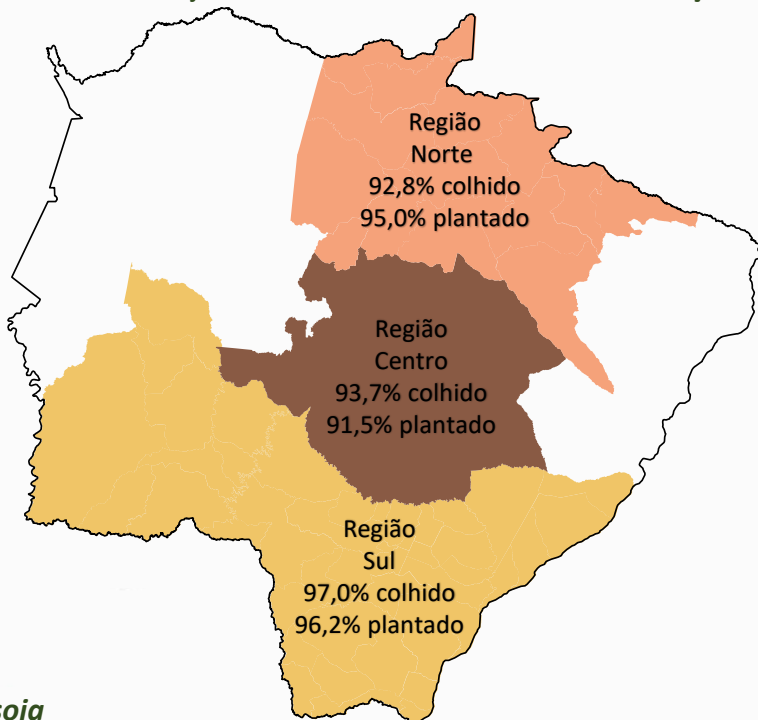 Região
Norte
92,8% colhido
95,0% plantado
Região
Centro
93,7% colhido
91,5% plantado
Região
Sul
97,0% colhido
96,2% plantado
soja